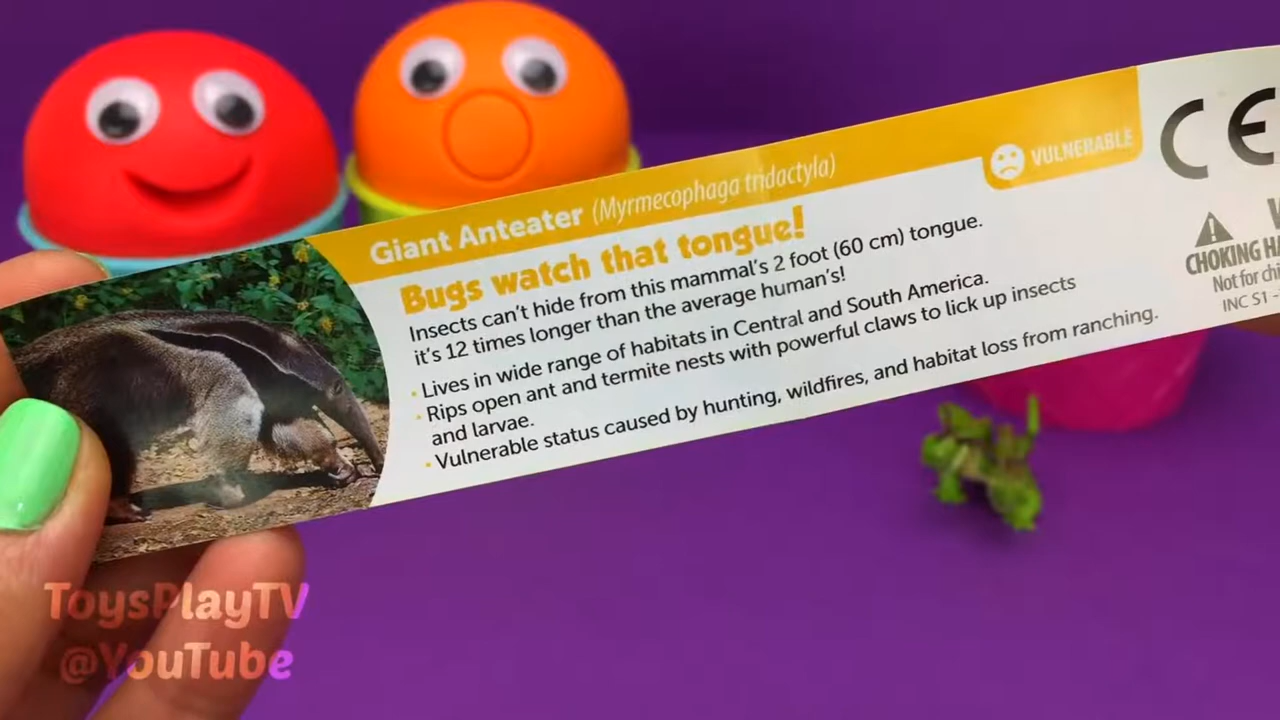 Giant Anteater (Myrmecophaga tridactyla)
VULNERABLE
Bugs watch that tongue!
Insects can't hide from this mammal's 2 foot (60 cm) tongue.
it's 12 times longer than the average human's!
· Lives in wide range of habitats in Central and South America.
· Rips open ant and termite nests with powerful claws to lick up insects
and larvae.
· Vulnerable status caused by hunting, wildfires, and habitat loss from ranching.
CE
CHOKING
Not for
INC S1 -
ToysPlayTV
@YouTube